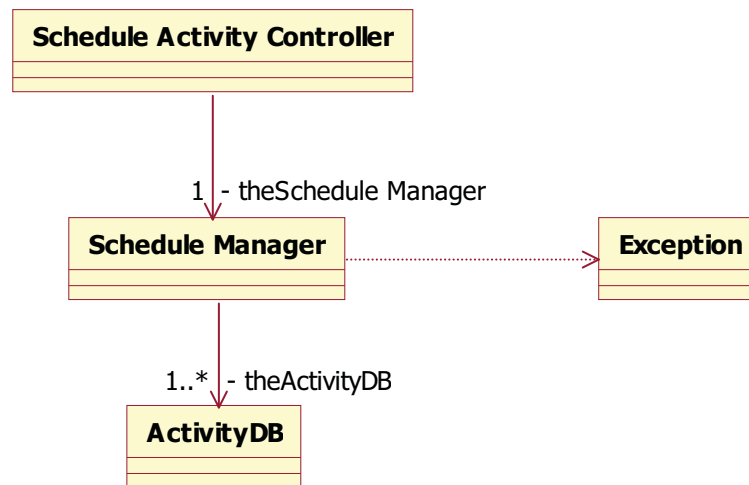 Schedule Activity Controller
1 - theSchedule Manager
Schedule Manager
Exception
1..* - theActivityDB
ActivityDB